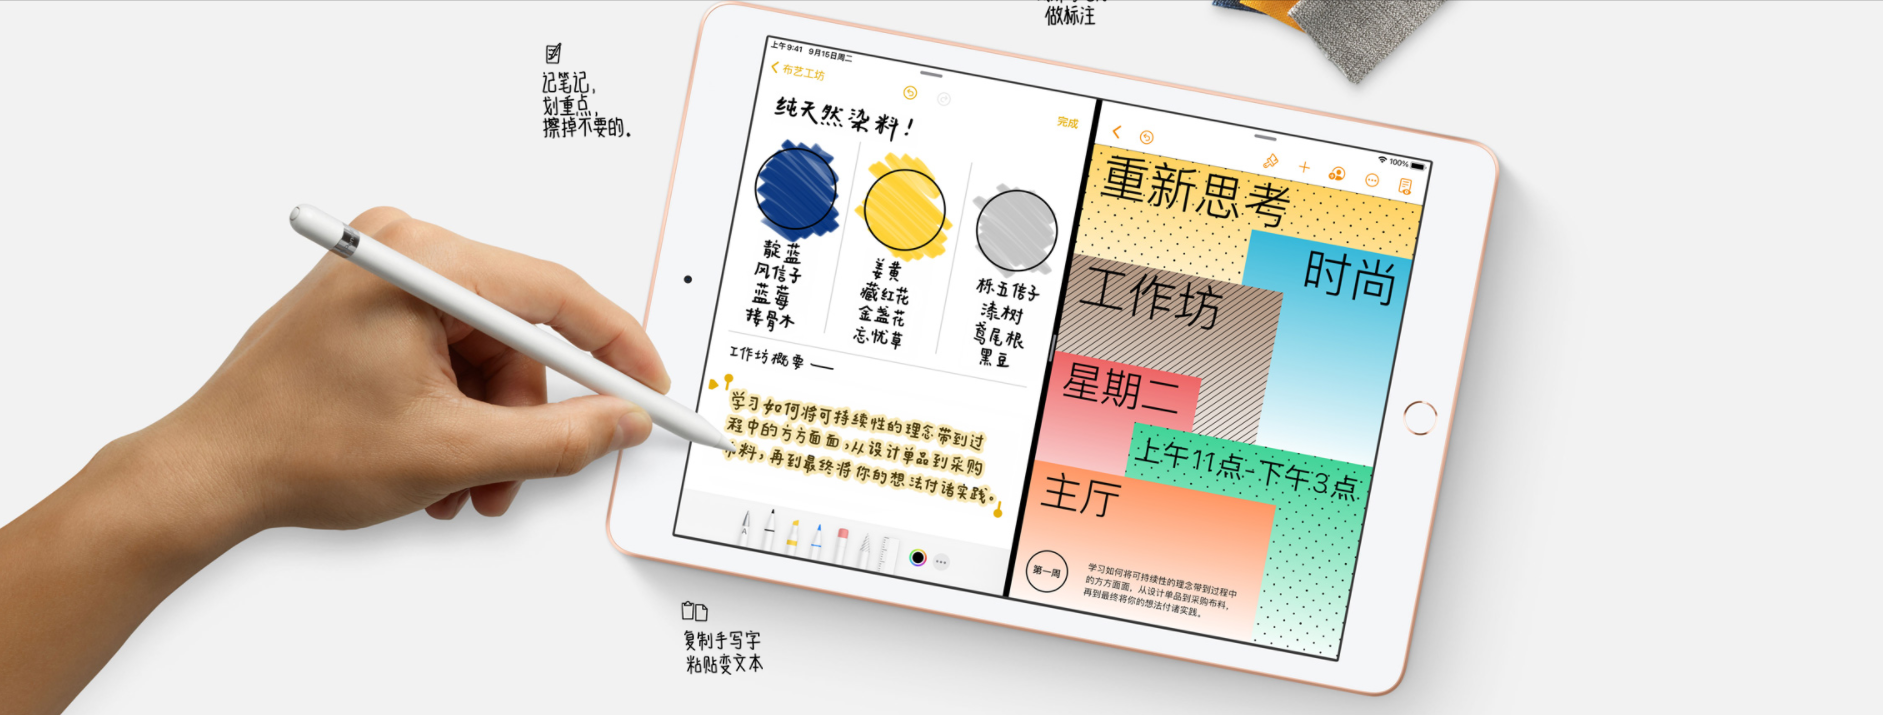 做标注
记笔记,
划重点,
擦掉不要的.
上午9:41 9月15日周二
布艺工坊
完成
纯天然染料!
靛蓝
风信子
蓝莓
接骨木
姜黄
藏红花
金盏花
忘忧草
栎五倍子
漆树
鸢尾根
黑豆
工作坊概要 —
学习如何将可持续性的理念带到过
程中的方方面面,从设计单品到采购
布料,再到最终将你的想法付诸实践。
100%
重新思考
时尚
工作坊
星期二
上午11点-下午3点
主厅
第一周
学习如何将可持续性的理念带到过程中
的方方面面，从设计单品到采购布料，
再到最终将你的想法付诸实践。
复制手写字
粘贴变文本